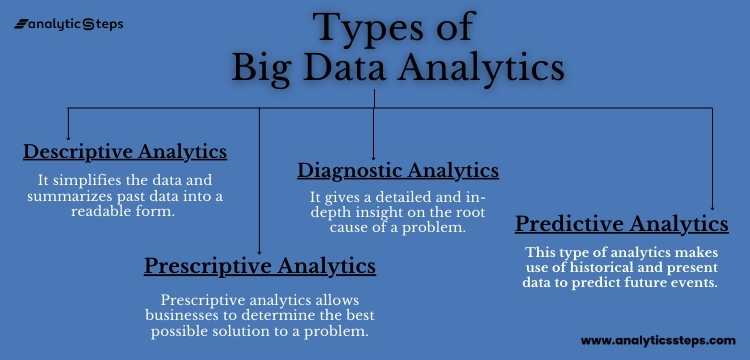 analyticSteps
Types of
Big Data Analytics
Descriptive Analytics
It simplifies the data and
summarizes past data into a
readable form.
Diagnostic Analytics
It gives a detailed and in-
depth insight on the root
cause of a problem.
Predictive Analytics
This type of analytics makes
use of historical and present
data to predict future events.
Prescriptive Analytics
Prescriptive analytics allows
businesses to determine the best
possible solution to a problem.
www.analyticssteps.com